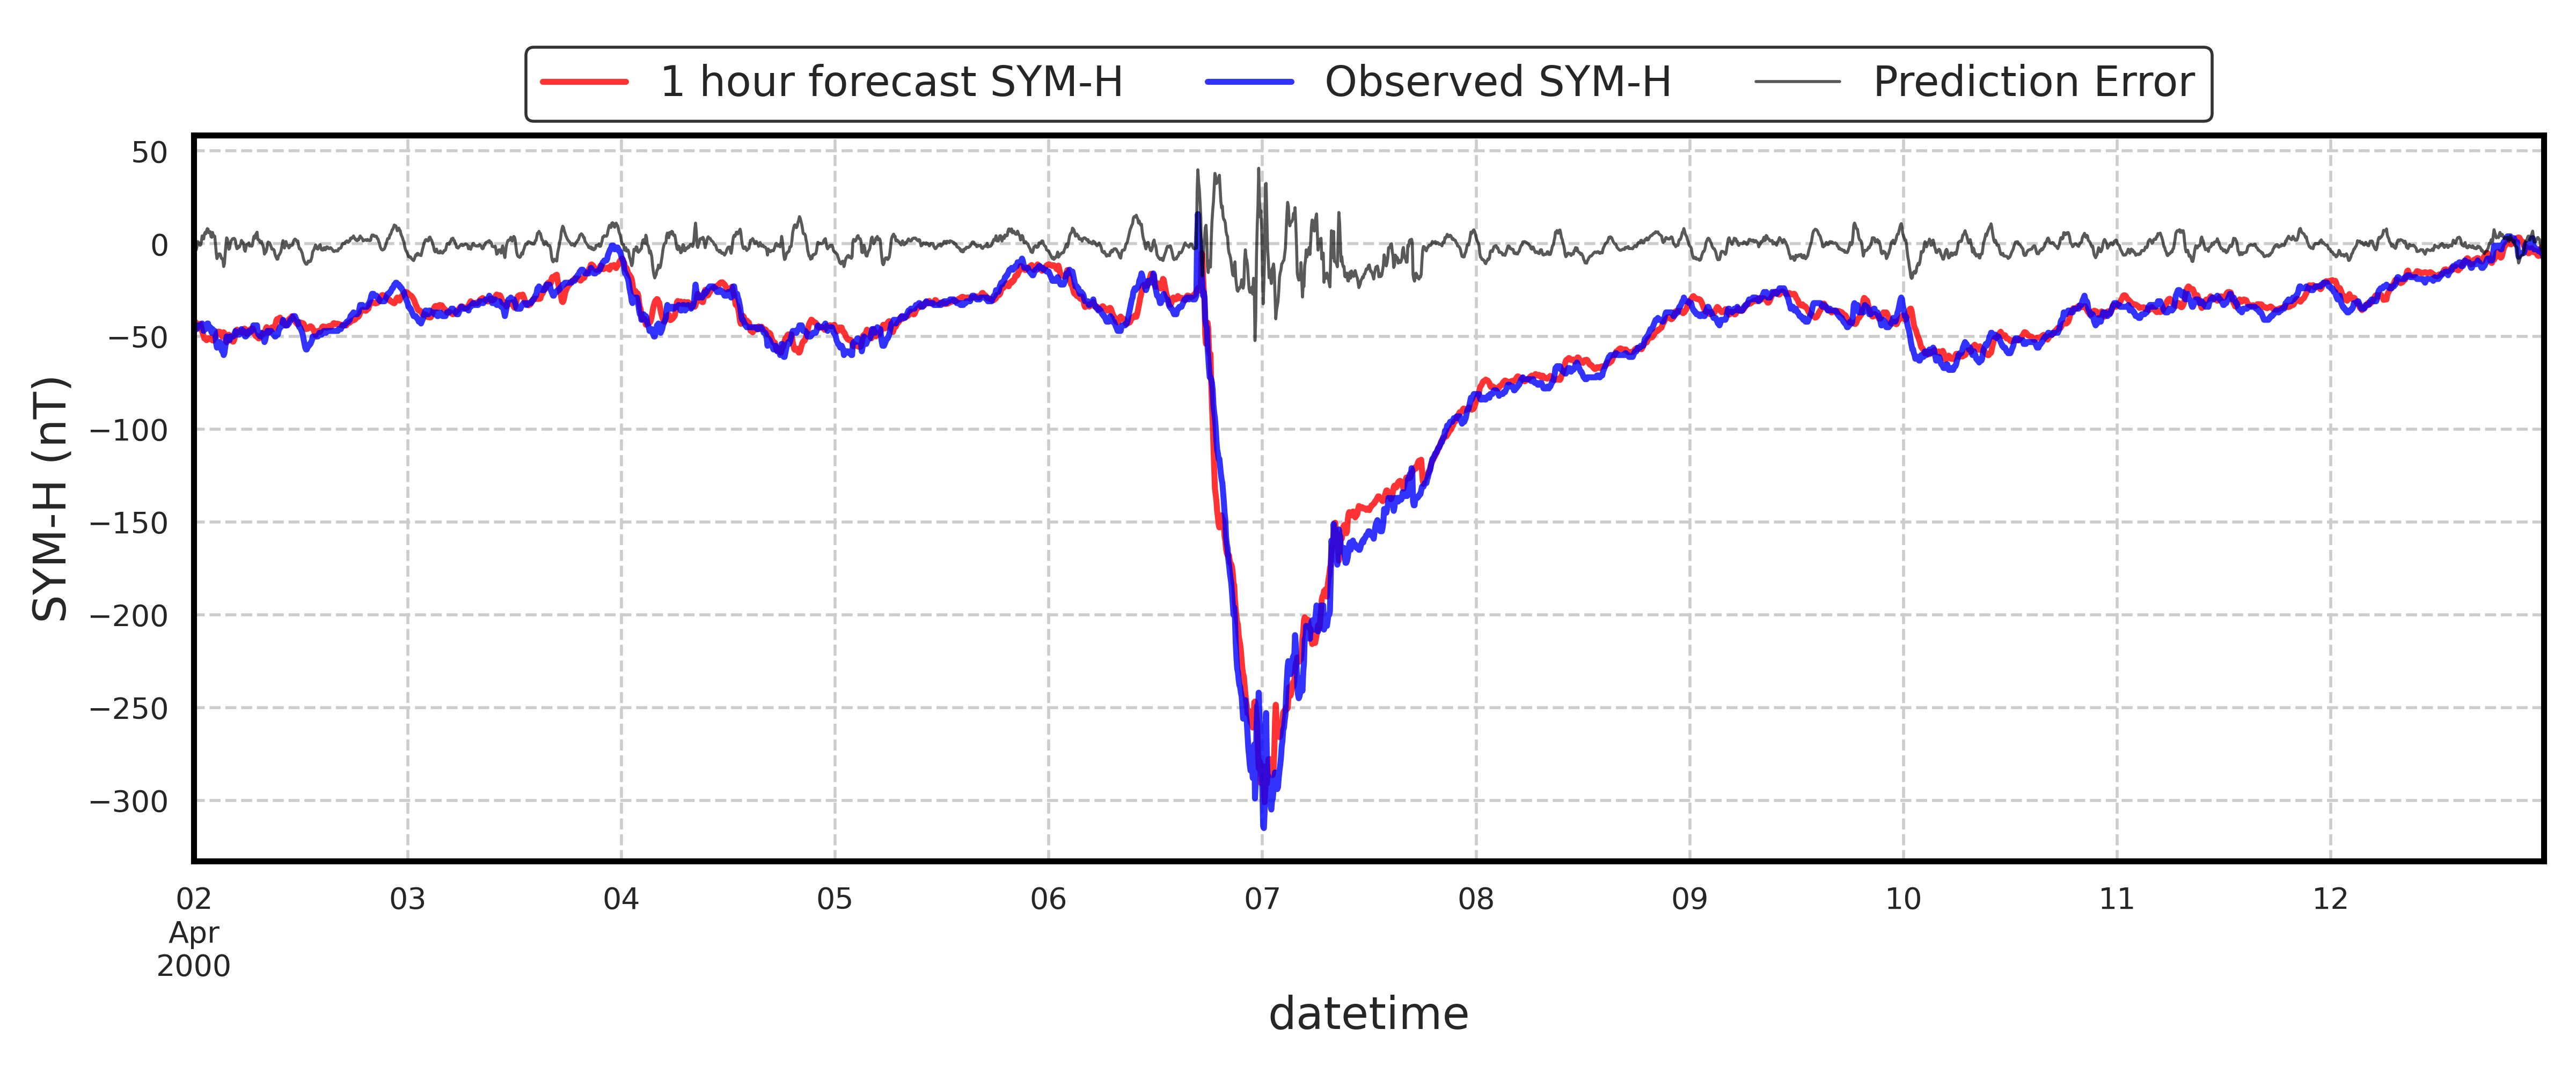 1 hour forecast SYM-H Observed SYM-H Prediction Error
50
0
−50
−100
−150
−200
−250
−300
SYM-H (nT)
02 03 04 05 06 07 08 09 10 11 12
Apr
2000
datetime